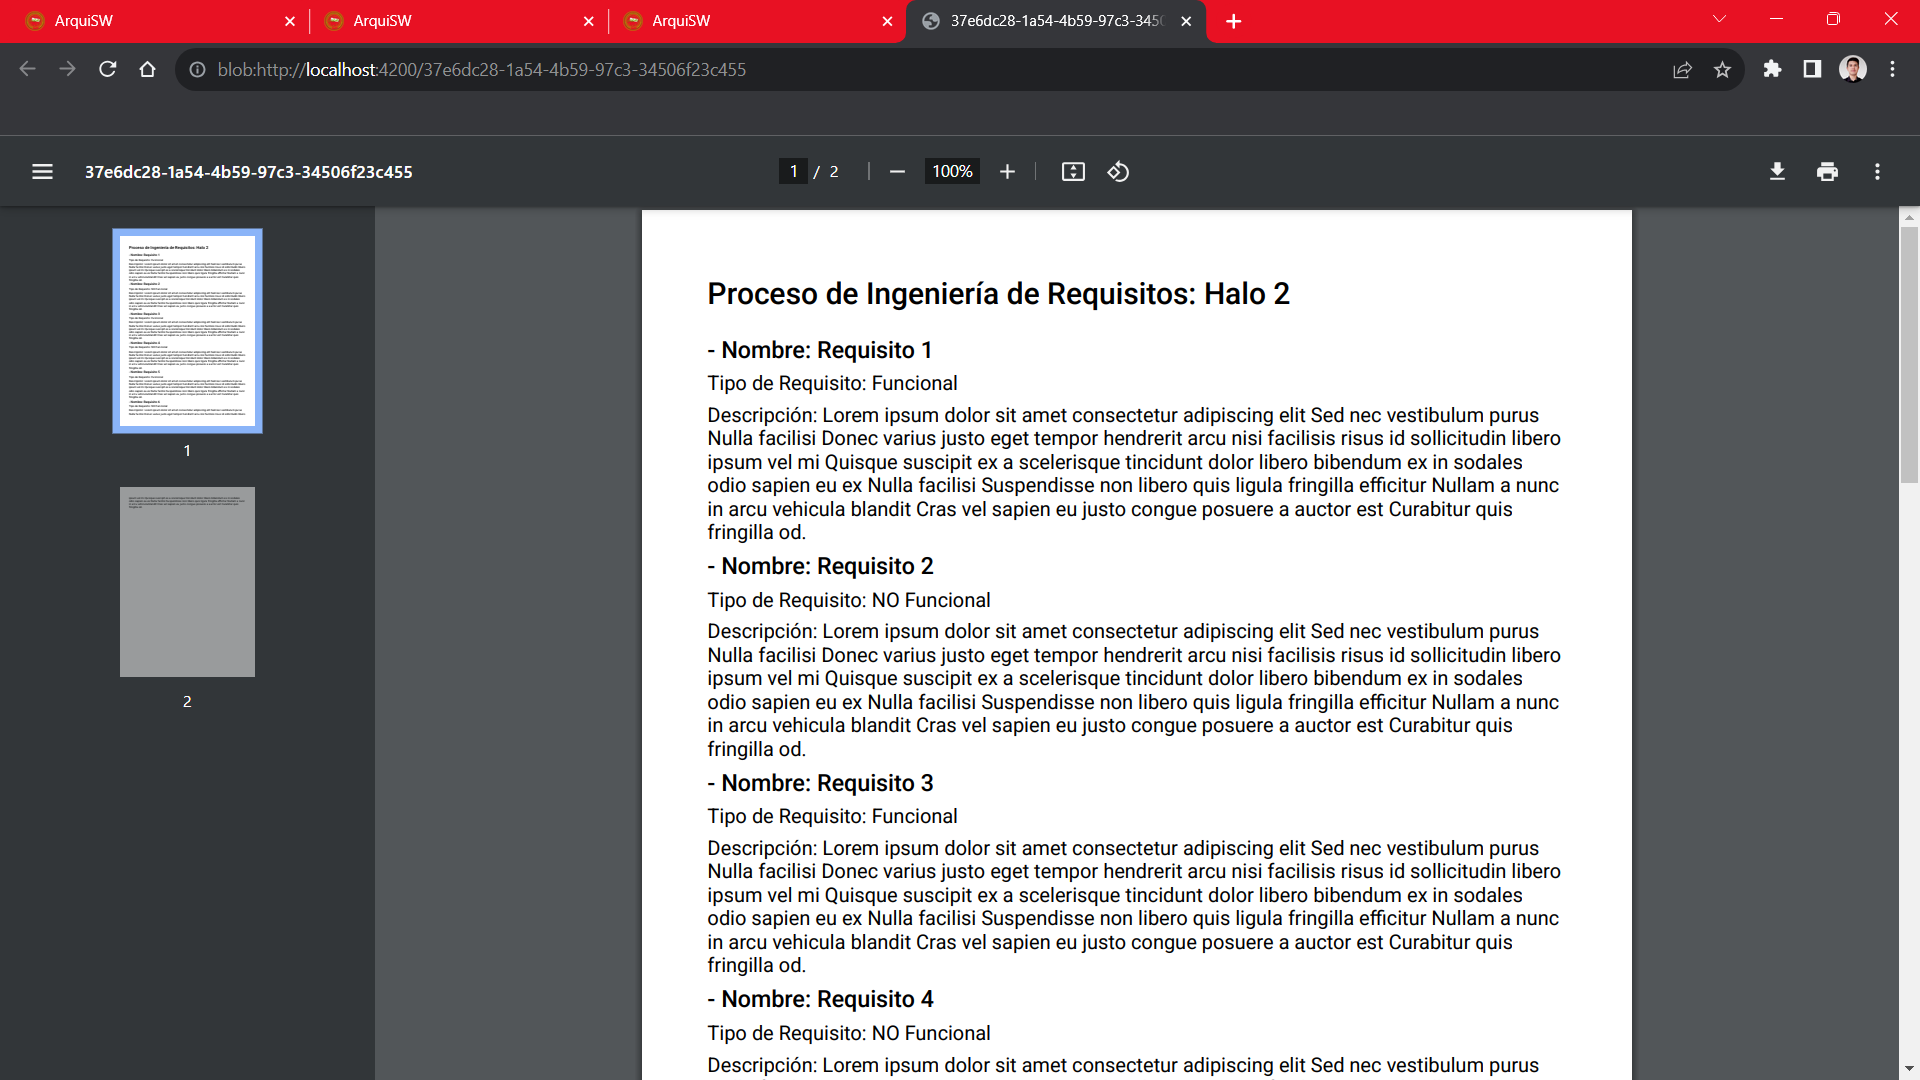 ArquiSW
ArquiSW
ArquiSW
37e6dc28-1a54-4b59-97c3-345
blob:http://localhost:4200/37e6dc28-1a54-4b59-97c3-34506f23c455
37e6dc28-1a54-4b59-97c3-34506f23c455
1 / 2
100%
1
2
Proceso de Ingeniería de Requisitos: Halo 2
- Nombre: Requisito 1
Tipo de Requisito: Funcional
Descripción: Lorem ipsum dolor sit amet consectetur adipiscing elit Sed nec vestibulum purus
Nulla facilisi Donec varius justo eget tempor hendrerit arcu nisi facilisis risus id sollicitudin libero
ipsum vel mi Quisque suscipit ex a scelerisque tincidunt dolor libero bibendum ex in sodales
odio sapien eu ex Nulla facilisi Suspendisse non libero quis ligula fringilla efficitur Nullam a nunc
in arcu vehicula blandit Cras vel sapien eu justo congue posuere a auctor est Curabitur quis
fringilla od.
- Nombre: Requisito 2
Tipo de Requisito: NO Funcional
Descripción: Lorem ipsum dolor sit amet consectetur adipiscing elit Sed nec vestibulum purus
Nulla facilisi Donec varius justo eget tempor hendrerit arcu nisi facilisis risus id sollicitudin libero
ipsum vel mi Quisque suscipit ex a scelerisque tincidunt dolor libero bibendum ex in sodales
odio sapien eu ex Nulla facilisi Suspendisse non libero quis ligula fringilla efficitur Nullam a nunc
in arcu vehicula blandit Cras vel sapien eu justo congue posuere a auctor est Curabitur quis
fringilla od.
- Nombre: Requisito 3
Tipo de Requisito: Funcional
Descripción: Lorem ipsum dolor sit amet consectetur adipiscing elit Sed nec vestibulum purus
Nulla facilisi Donec varius justo eget tempor hendrerit arcu nisi facilisis risus id sollicitudin libero
ipsum vel mi Quisque suscipit ex a scelerisque tincidunt dolor libero bibendum ex in sodales
odio sapien eu ex Nulla facilisi Suspendisse non libero quis ligula fringilla efficitur Nullam a nunc
in arcu vehicula blandit Cras vel sapien eu justo congue posuere a auctor est Curabitur quis
fringilla od.
- Nombre: Requisito 4
Tipo de Requisito: NO Funcional
Descripción: Lorem ipsum dolor sit amet consectetur adipiscing elit Sed nec vestibulum purus